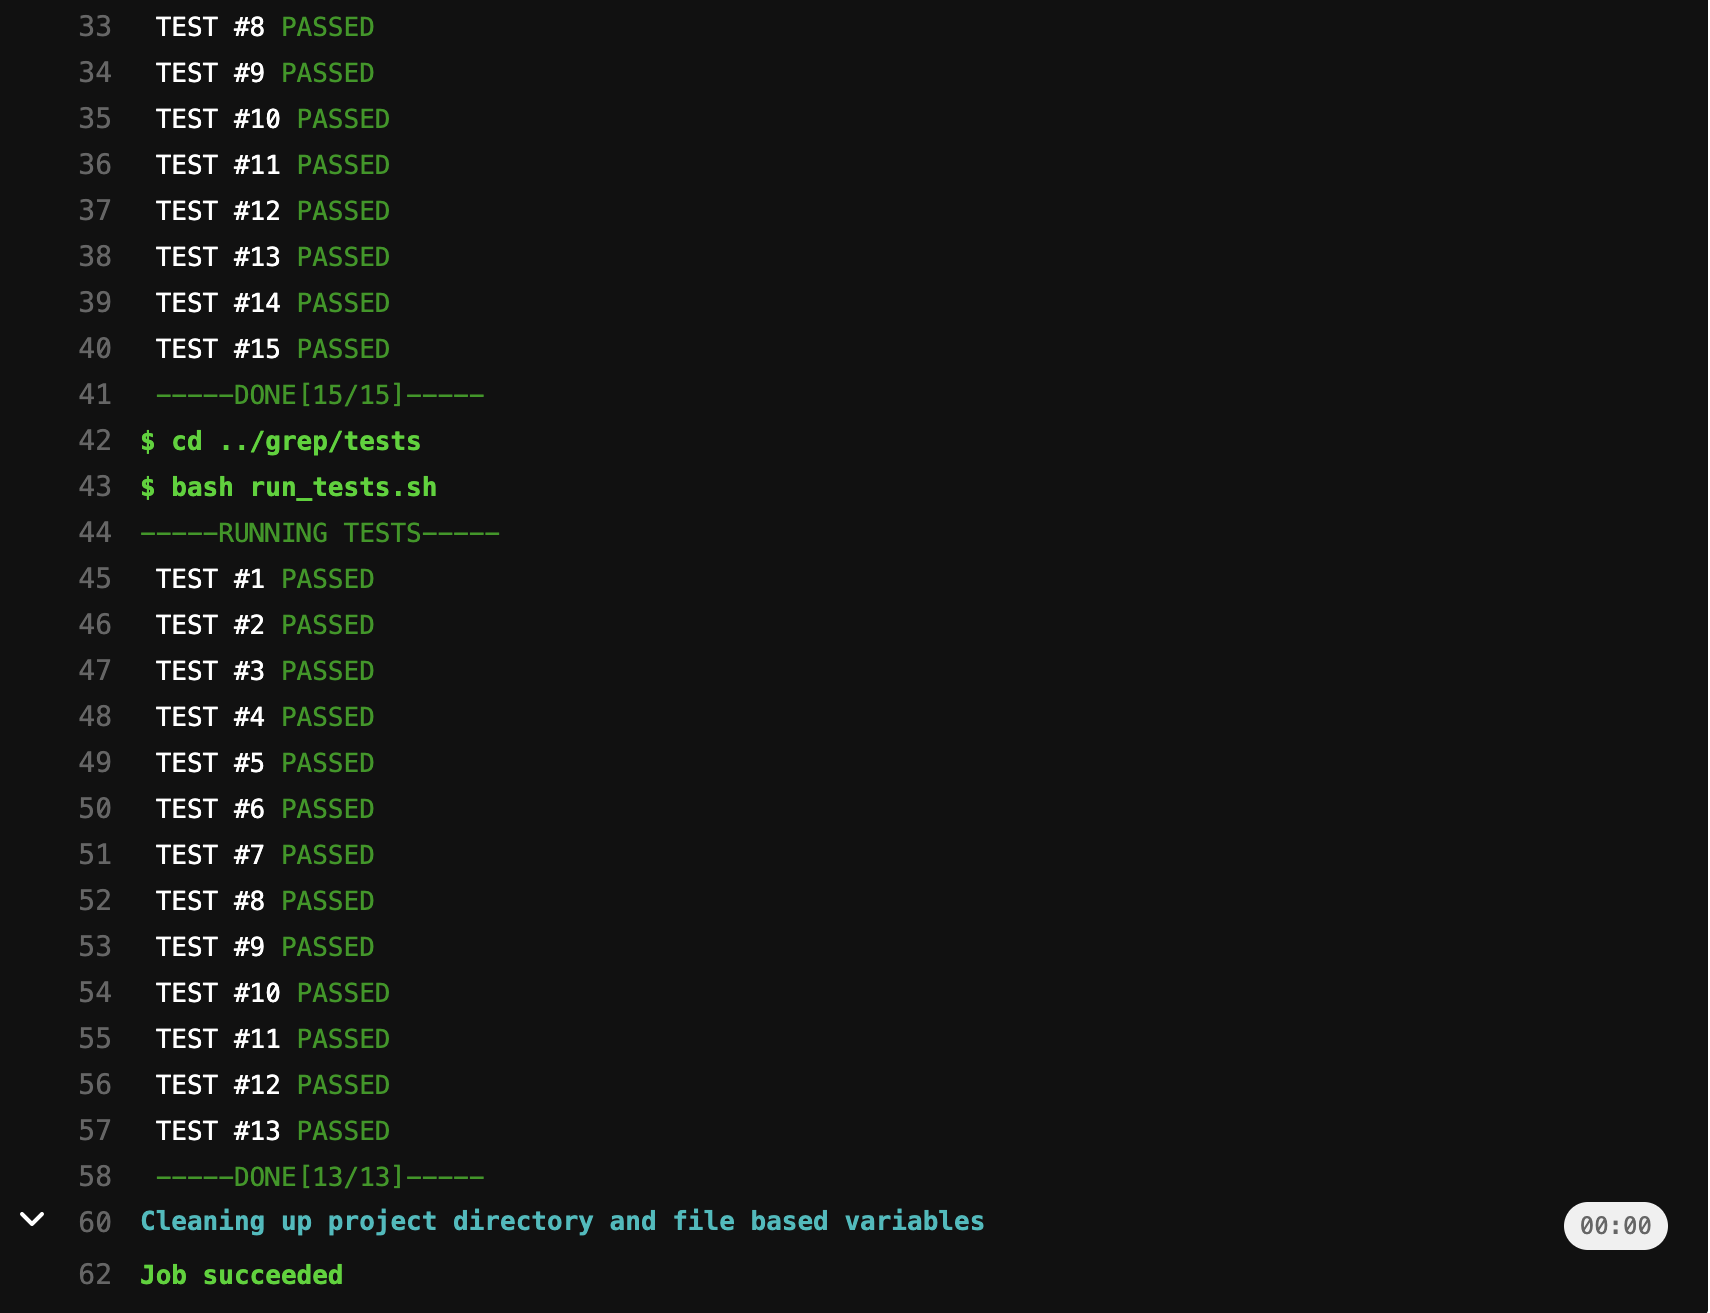 33 TEST #8 PASSED
34 TEST #9 PASSED
35 TEST #10 PASSED
36 TEST #11 PASSED
37 TEST #12 PASSED
38 TEST #13 PASSED
39 TEST #14 PASSED
40 TEST #15 PASSED
41 -----DONE[15/15]-----
42 $ cd ../grep/tests
43 $ bash run_tests.sh
44 -----RUNNING TESTS-----
45 TEST #1 PASSED
46 TEST #2 PASSED
47 TEST #3 PASSED
48 TEST #4 PASSED
49 TEST #5 PASSED
50 TEST #6 PASSED
51 TEST #7 PASSED
52 TEST #8 PASSED
53 TEST #9 PASSED
54 TEST #10 PASSED
55 TEST #11 PASSED
56 TEST #12 PASSED
57 TEST #13 PASSED
58 -----DONE[13/13]-----
60 Cleaning up project directory and file based variables 00:00
62 Job succeeded